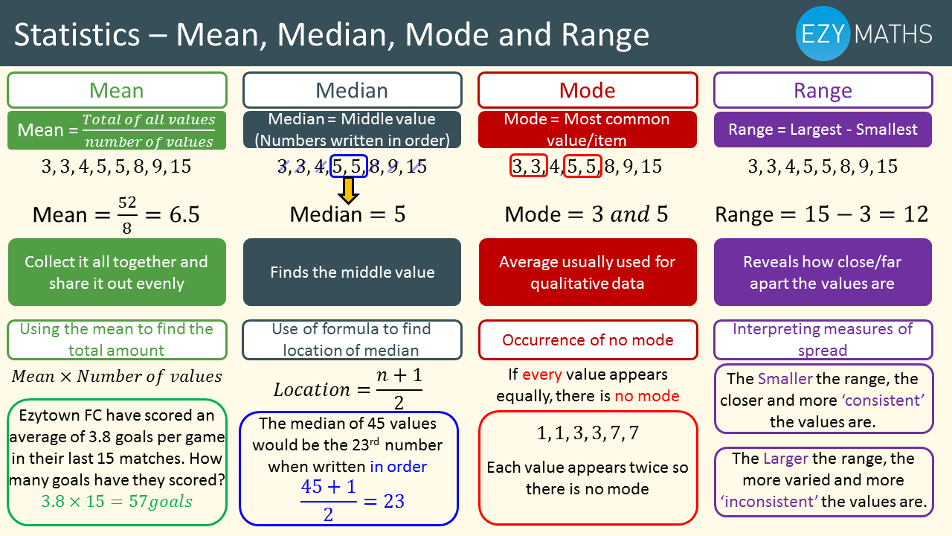 Statistics – Mean, Median, Mode and Range
EZY MATHS
Mean
Mean = Total of all values / number of values
3, 3, 4, 5, 5, 8, 9, 15
Mean = 52/8 = 6.5
Collect it all together and
share it out evenly
Using the mean to find the
total amount
Mean × Number of values
Ezytown FC have scored an
average of 3.8 goals per game
in their last 15 matches. How
many goals have they scored?
3.8 × 15 = 57goals
Median
Median = Middle value
(Numbers written in order)
3, 3, 4, 5, 5, 8, 9, 15
Median = 5
Finds the middle value
Use of formula to find
location of median
Location = n + 1 / 2
The median of 45 values
would be the 23rd number
when written in order
45 + 1 / 2 = 23
Mode
Mode = Most common
value/item
3, 3, 4, 5, 5, 8, 9, 15
Mode = 3 and 5
Average usually used for
qualitative data
Occurrence of no mode
If every value appears
equally, there is no mode
1, 1, 3, 3, 7, 7
Each value appears twice so
there is no mode
Range
Range = Largest - Smallest
3, 3, 4, 5, 5, 8, 9, 15
Range = 15 − 3 = 12
Reveals how close/far
apart the values are
Interpreting measures of
spread
The Smaller the range, the
closer and more ‘consistent’
the values are.
The Larger the range, the
more varied and more
‘inconsistent’ the values are.